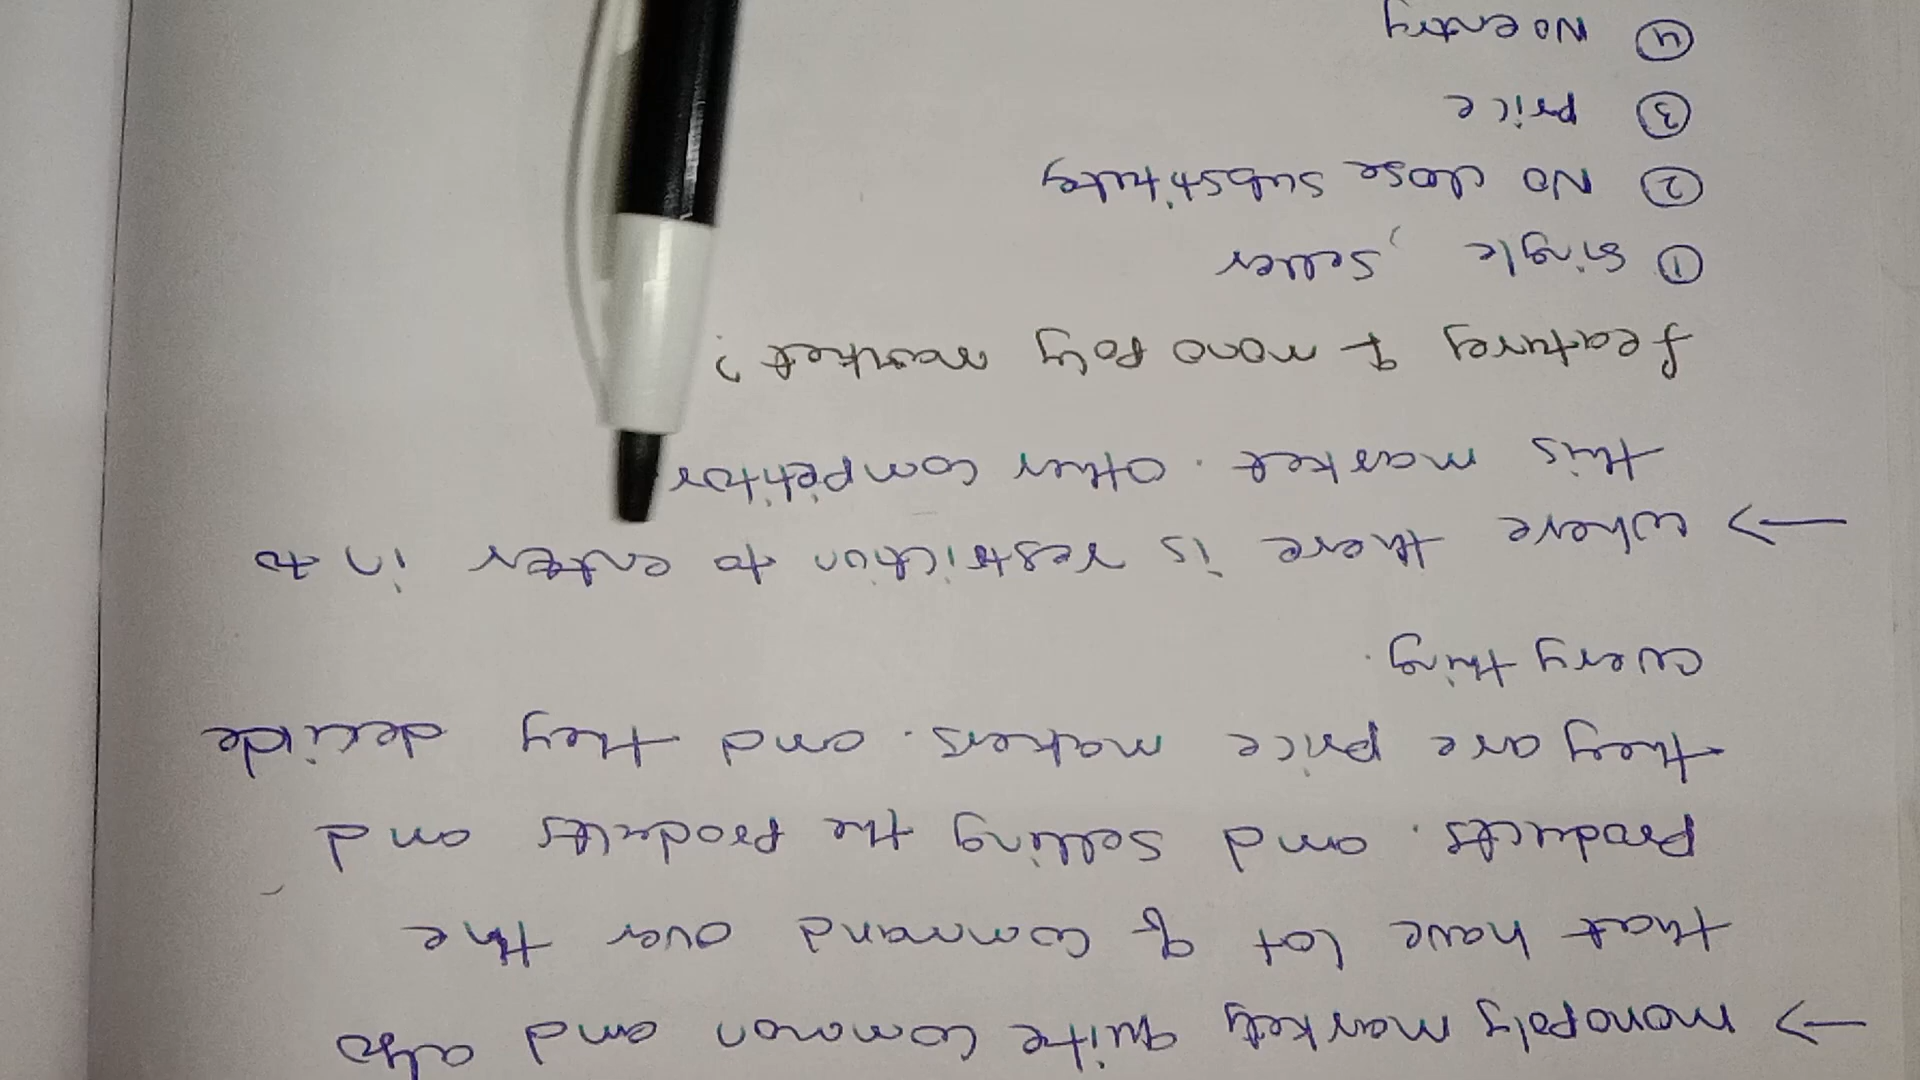 → monopoly markets quite common and also
that have lot of command over the
products. and selling the products and
they are price makers. and they decide
every thing.
→ where there is restriction to enter in to
this market. other competitor
features of mono poly market?
① single, seller
② NO close substitutes
③ price
④ No entry